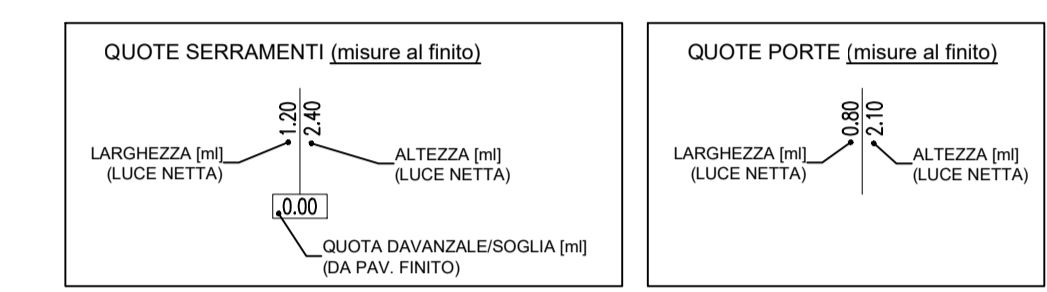 QUOTE SERRAMENTI (misure al finito)
1.20
2.40
LARGHEZZA [ml]
(LUCE NETTA)
ALTEZZA [ml]
(LUCE NETTA)
0.00
QUOTA DAVANZALE/SOGLIA [ml]
(DA PAV. FINITO)
QUOTE PORTE (misure al finito)
0.80
2.10
LARGHEZZA [ml]
(LUCE NETTA)
ALTEZZA [ml]
(LUCE NETTA)